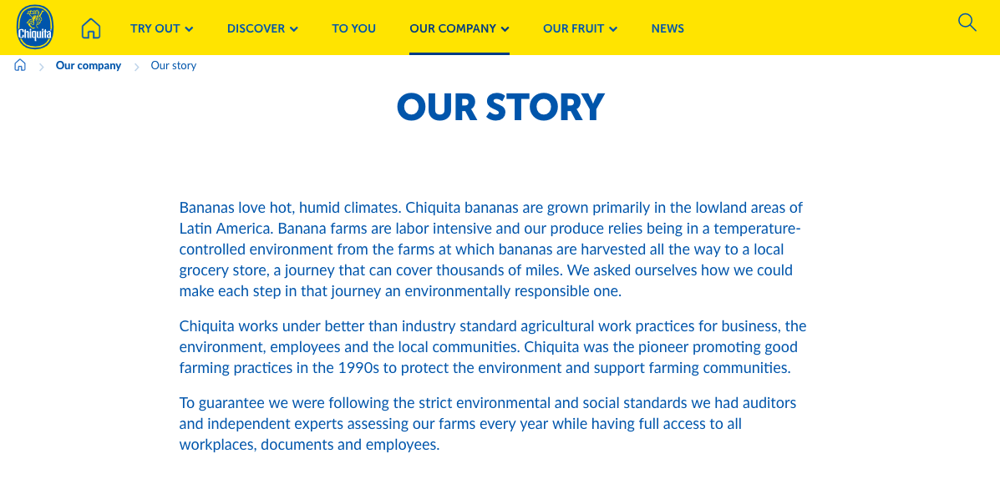 Chiquita
TRY OUT
DISCOVER
TO YOU
OUR COMPANY
OUR FRUIT
NEWS
Our company
Our story
OUR STORY
Bananas love hot, humid climates. Chiquita bananas are grown primarily in the lowland areas of
Latin America. Banana farms are labor intensive and our produce relies being in a temperature-
controlled environment from the farms at which bananas are harvested all the way to a local
grocery store, a journey that can cover thousands of miles. We asked ourselves how we could
make each step in that journey an environmentally responsible one.
Chiquita works under better than industry standard agricultural work practices for business, the
environment, employees and the local communities. Chiquita was the pioneer promoting good
farming practices in the 1990s to protect the environment and support farming communities.
To guarantee we were following the strict environmental and social standards we had auditors
and independent experts assessing our farms every year while having full access to all
workplaces, documents and employees.